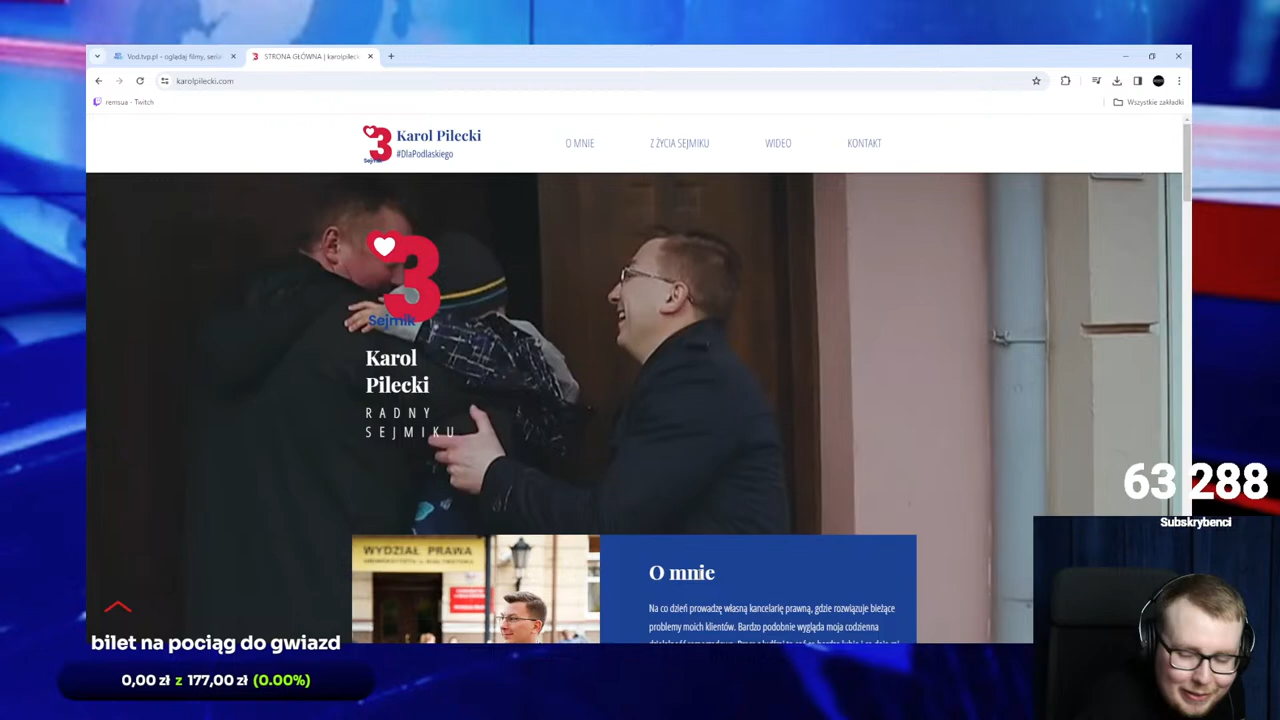 Vod.tvp.pl - oglądaj filmy, seria
STRONA GŁÓWNA | karolpilecki
karolpilecki.com
remsua - Twitch
Wszystkie zakładki
3
Sejmik
Karol Pilecki
#DlaPodlaskiego
O MNIE
Z ŻYCIA SEJMIKU
WIDEO
KONTAKT
3
Sejmik
Karol
Pilecki
RADNY
SEJMIKU
63 288
Subskrybenci
WYDZIAŁ PRAWA
O mnie
Na co dzień prowadzę własną kancelarię prawną, gdzie rozwiązuje bieżące
problemy moich klientów. Bardzo podobnie wygląda moja codzienna
bilet na pociąg do gwiazd
0,00 zł z 177,00 zł (0.00%)